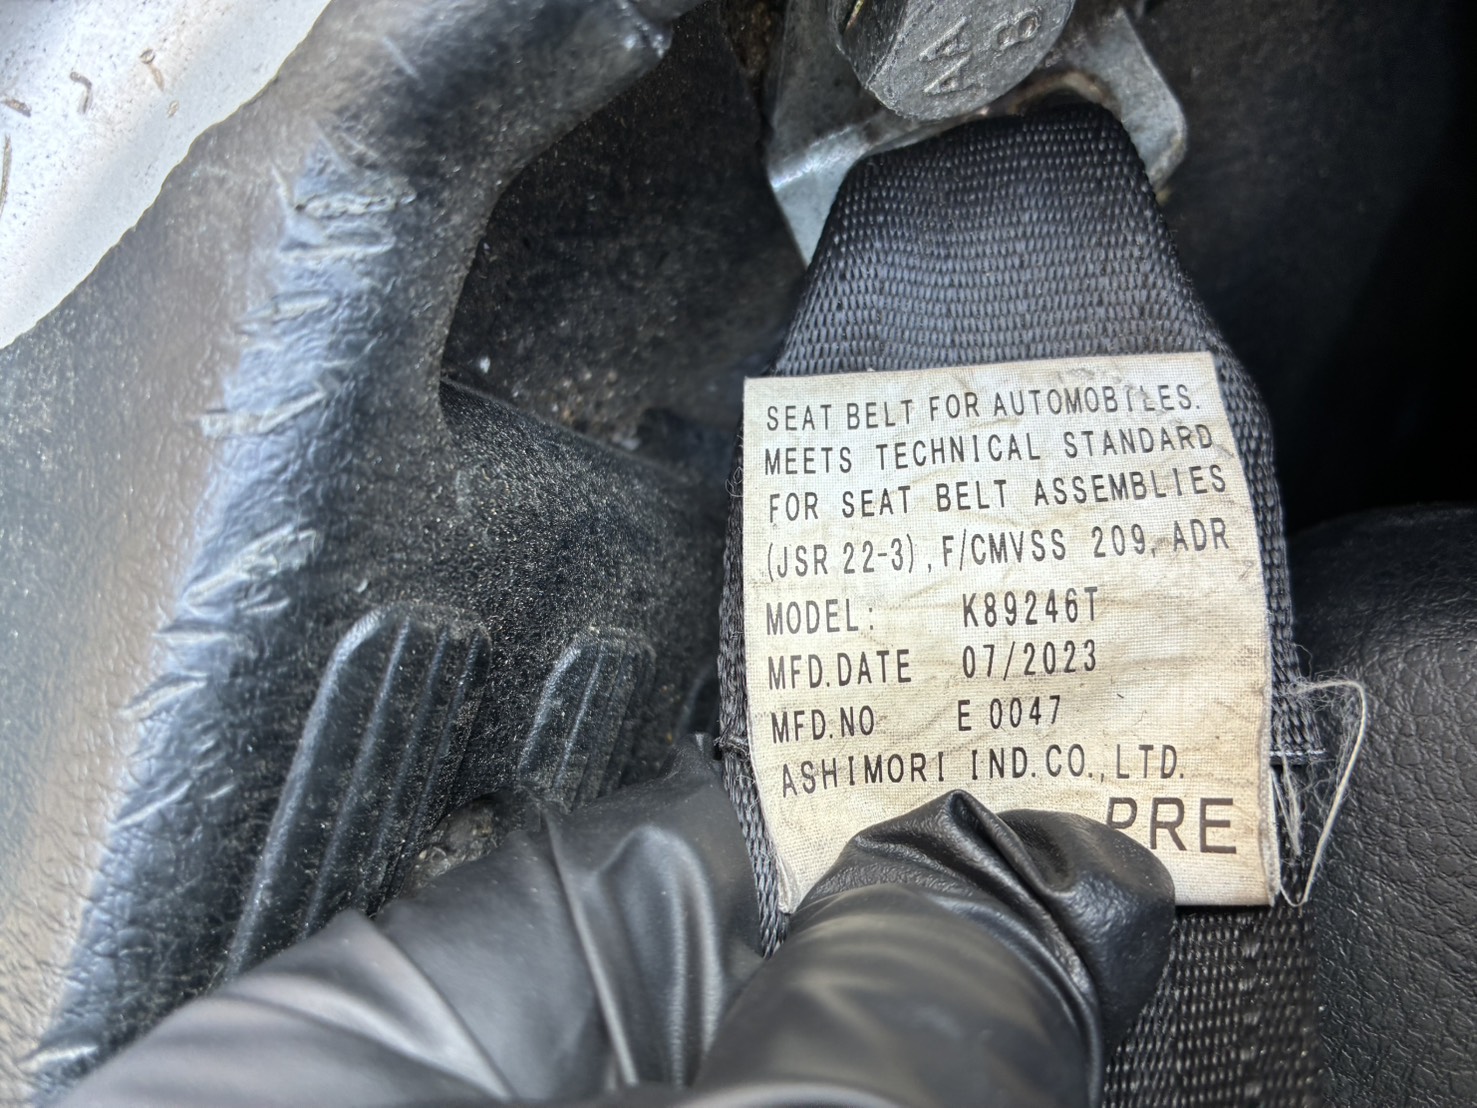 AA
B
SEAT BELT FOR AUTOMOBILES.
MEETS TECHNICAL STANDARD
FOR SEAT BELT ASSEMBLIES
(JSR 22-3), F/CMVSS 209, ADR
MODEL: K89246T
MFD.DATE 07/2023
MFD.NO E 0047
ASHIMORI IND.CO.,LTD.
PRE